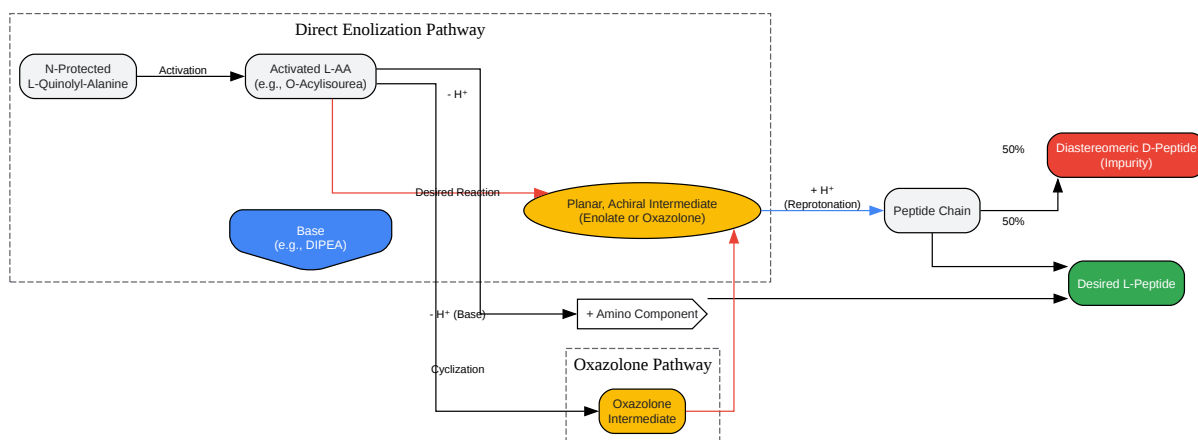 Direct Enolization Pathway
N-Protected
L-Quinolyl-Alanine
Activation
Activated L-AA
(e.g., O-Acylisourea)
- H⁺
Desired Reaction
Base
(e.g., DIPEA)
Planar, Achiral Intermediate
(Enolate or Oxazolone)
+ H⁺
(Reprotonation)
Peptide Chain
50%
50%
Diastereomeric D-Peptide
(Impurity)
Desired L-Peptide
- H⁺ (Base)
+ Amino Component
Cyclization
Oxazolone Pathway
Oxazolone
Intermediate